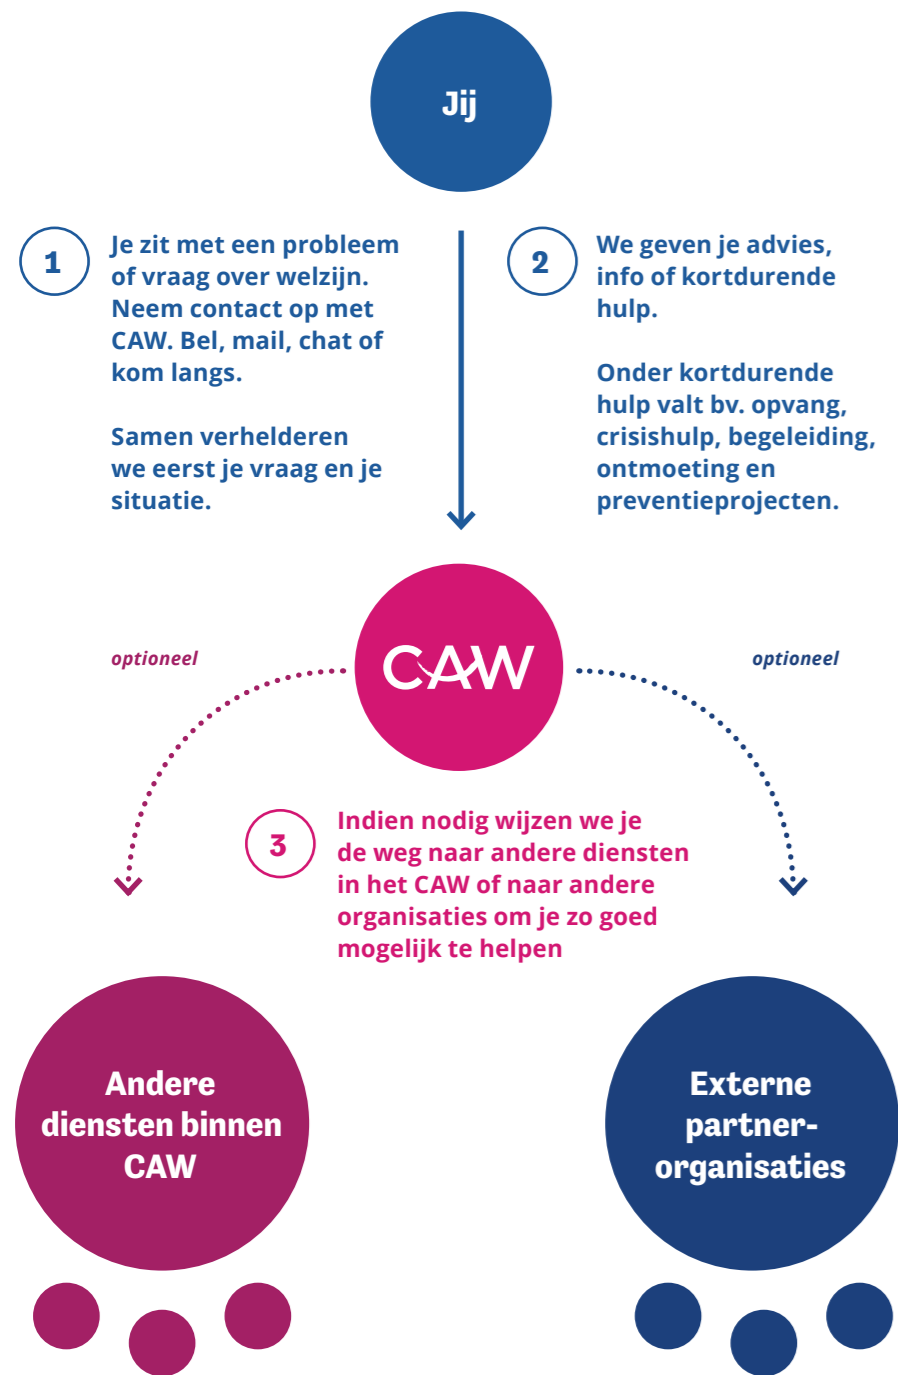 Jij
1
Je zit met een probleem
of vraag over welzijn.
Neem contact op met
CAW. Bel, mail, chat of
kom langs.
Samen verhelderen
we eerst je vraag en je
situatie.
2
We geven je advies,
info of kortdurende
hulp.
Onder kortdurende
hulp valt bv. opvang,
crisishulp, begeleiding,
ontmoeting en
preventieprojecten.
optioneel
CAW
optioneel
3
Indien nodig wijzen we je
de weg naar andere diensten
in het CAW of naar andere
organisaties om je zo goed
mogelijk te helpen
Andere
diensten binnen
CAW
Externe
partner-
organisaties